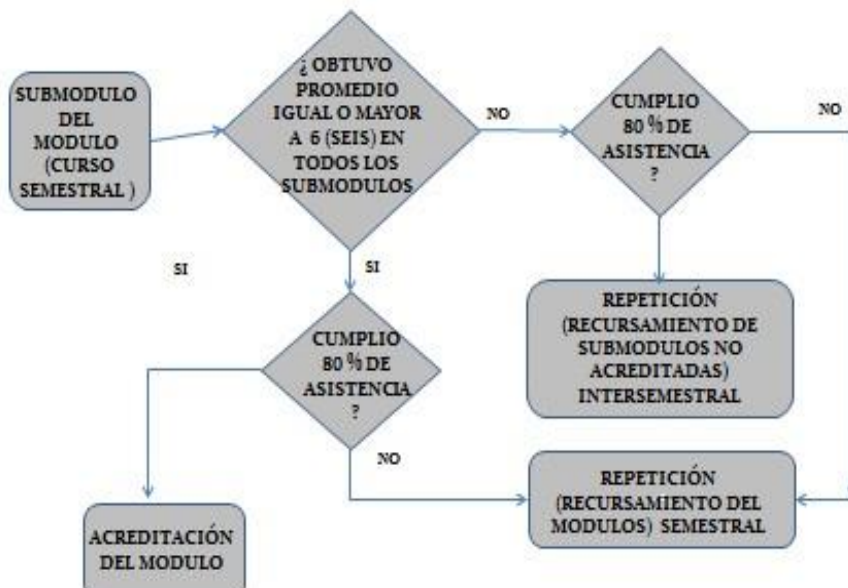 SUBMODULO
DEL
MODULO
(CURSO
SEMESTRAL )
¿ OBTUVO
PROMEDIO
IGUAL O MAYOR
A 6 (SEIS) EN
TODOS LOS
SUBMODULOS
NO
CUMPLIO
80 % DE
ASISTENCIA
?
NO
SI
SI
REPETICIÓN
(RECURSAMIENTO DE
SUBMODULOS NO
ACREDITADAS)
INTERSEMESTRAL
CUMPLIO
80 % DE
ASISTENCIA
?
NO
REPETICIÓN
(RECURSAMIENTO DEL
MODULOS) SEMESTRAL
ACREDITACIÓN
DEL MODULO